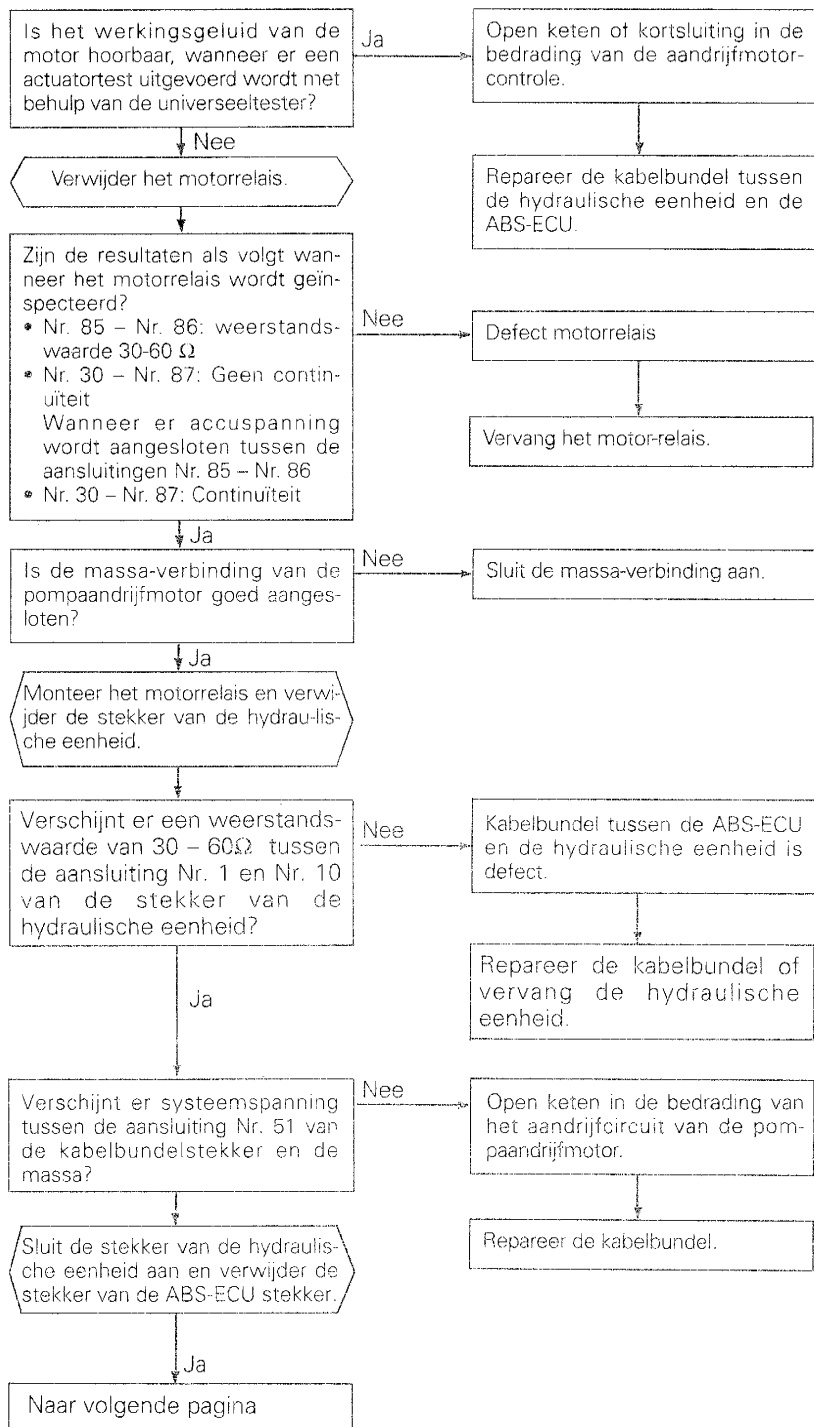 Is het werkingsgeluid van de
motor hoorbaar, wanneer er een
actuatortest uitgevoerd wordt met
behulp van de universeeltester?
Ja
Open keten of kortsluiting in de
bedrading van de aandrijfmotor-
controle.
Nee
Verwijder het motorrelais.
Repareer de kabelbundel tussen
de hydraulische eenheid en de
ABS-ECU.
Zijn de resultaten als volgt wan-
neer het motorrelais wordt geïn-
specteerd?
• Nr. 85 – Nr. 86: weerstands-
waarde 30-60 Ω
• Nr. 30 – Nr. 87: Geen contin-
uïteit
Wanneer er accuspanning
wordt aangesloten tussen de
aansluitingen Nr. 85 – Nr. 86
• Nr. 30 – Nr. 87: Continuïteit
Nee
Defect motorrelais
Vervang het motor-relais.
Ja
Is de massa-verbinding van de
pompaandrijfmotor goed aanges-
loten?
Nee
Sluit de massa-verbinding aan.
Ja
Monteer het motorrelais en verwi-
jder de stekker van de hydrau-lis-
che eenheid.
Verschijnt er een weerstands-
waarde van 30 – 60Ω tussen
de aansluiting Nr. 1 en Nr. 10
van de stekker van de
hydraulische eenheid?
Nee
Kabelbundel tussen de ABS-ECU
en de hydraulische eenheid is
defect.
Repareer de kabelbundel of
vervang de hydraulische
eenheid.
Ja
Verschijnt er systeemspanning
tussen de aansluiting Nr. 51 van
de kabelbundelstekker en de
massa?
Nee
Open keten in de bedrading van
het aandrijfcircuit van de pom-
paandrijfmotor.
Repareer de kabelbundel.
Sluit de stekker van de hydraulis-
che eenheid aan en verwijder de
stekker van de ABS-ECU stekker.
Ja
Naar volgende pagina